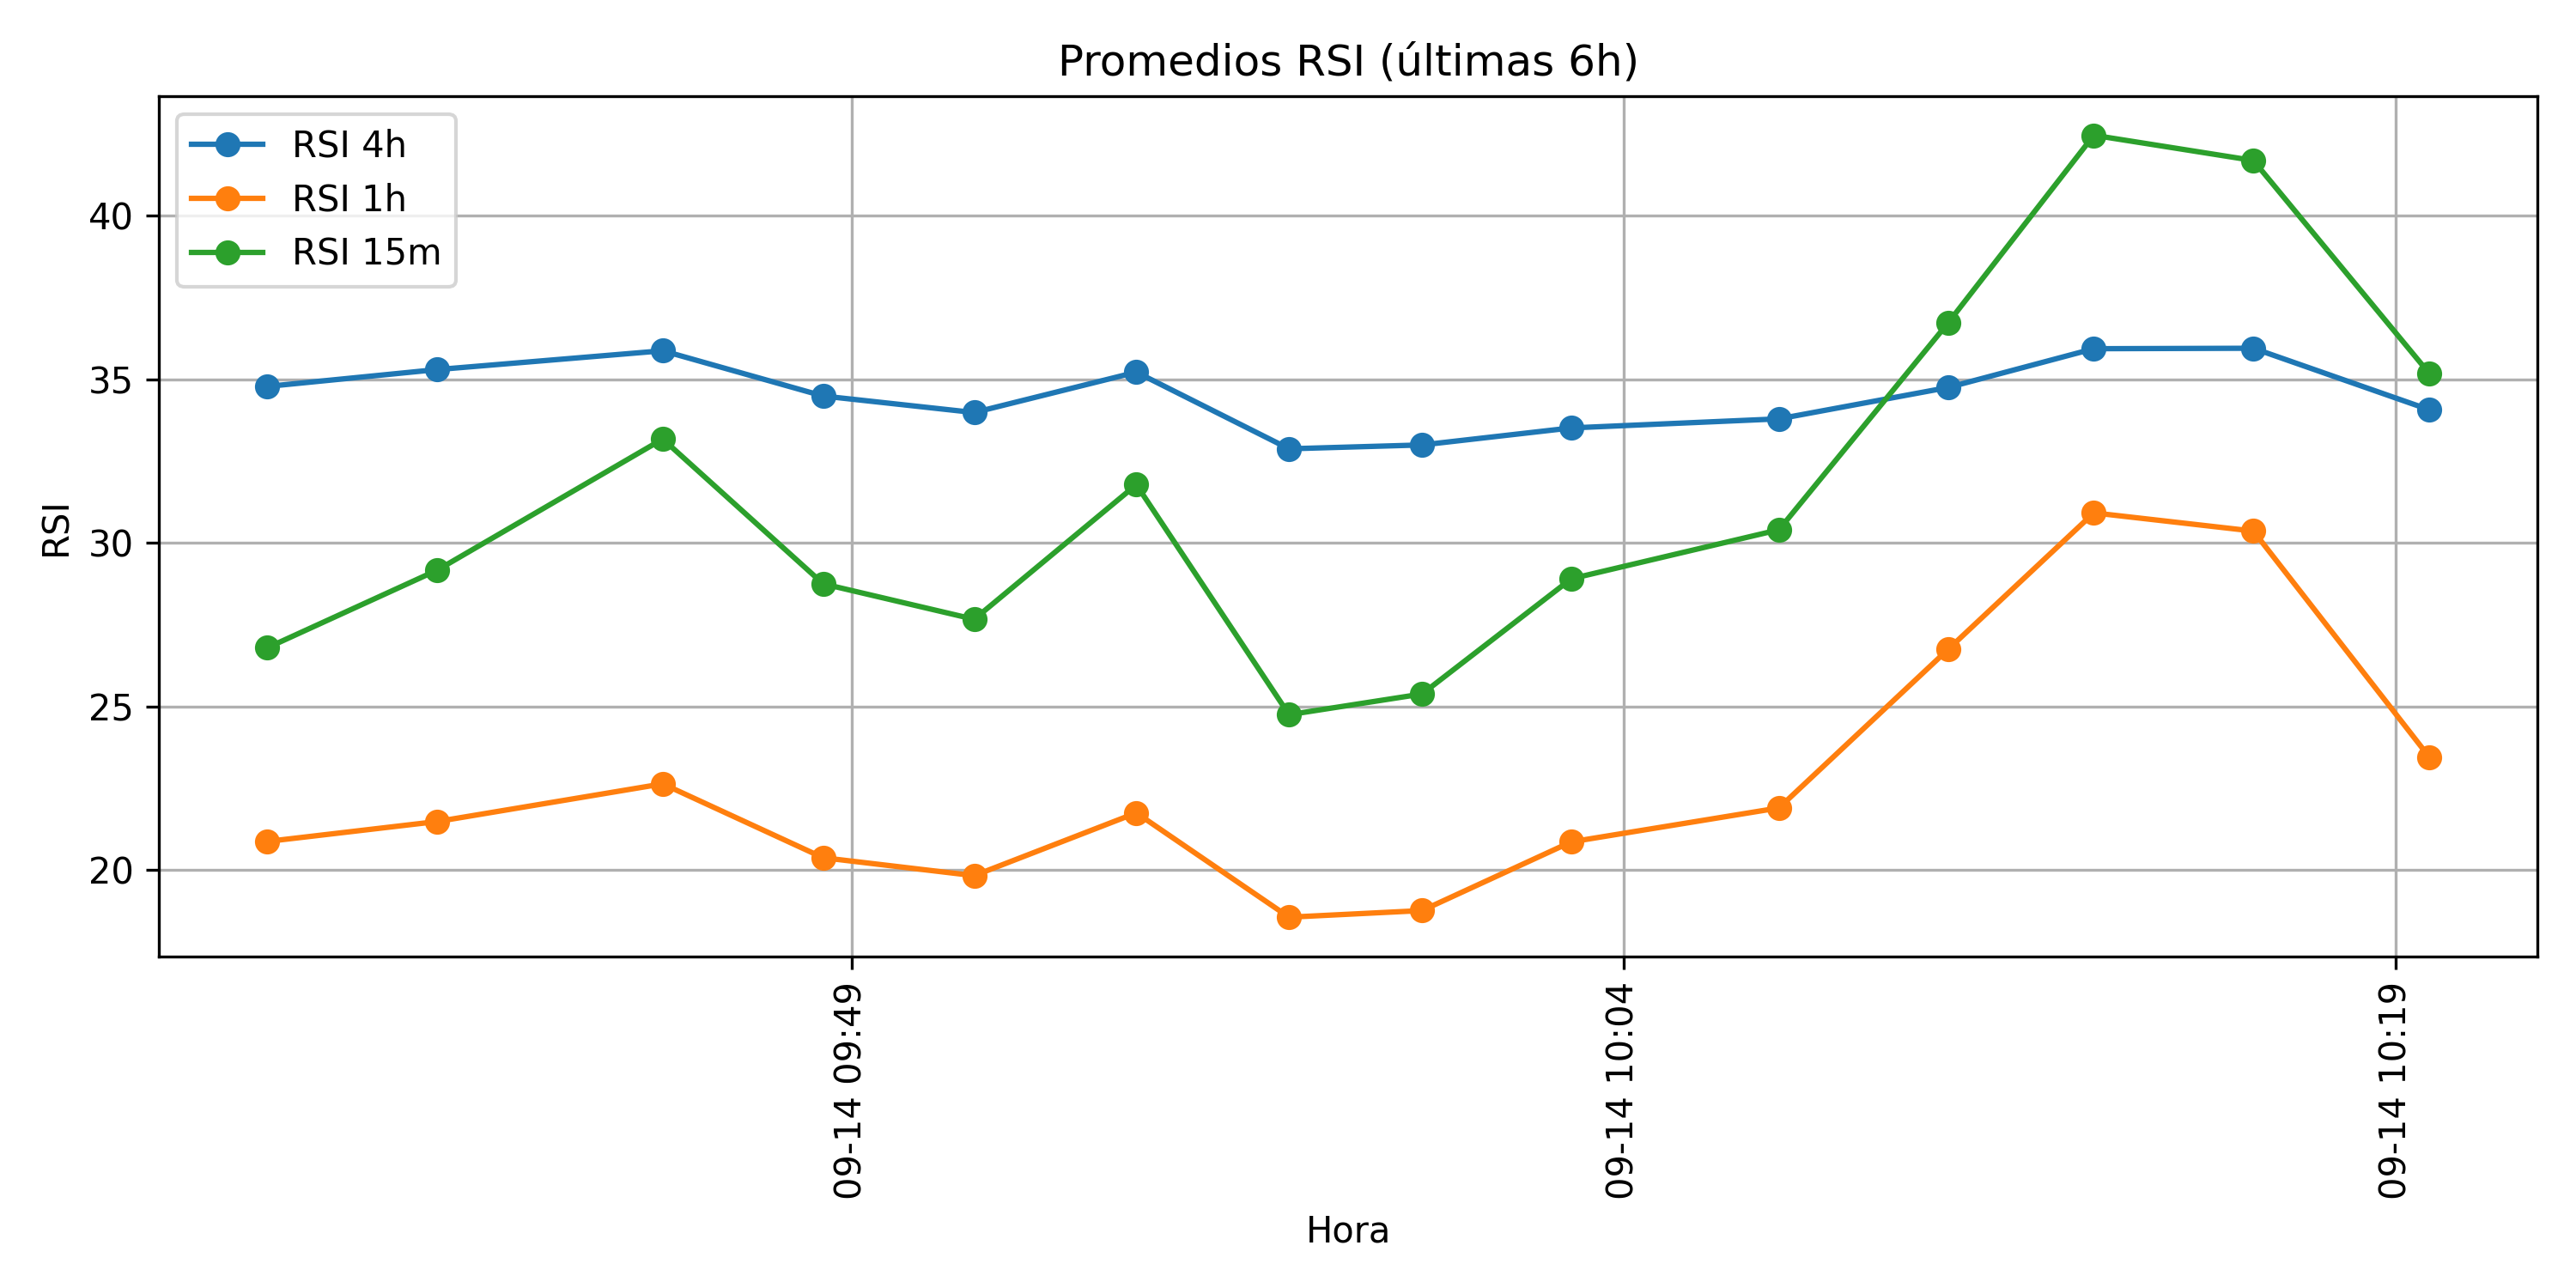 Promedios RSI (últimas 6h)
RSI 4h
RSI 1h
RSI 15m
RSI
40
35
30
25
20
09-14 09:49
09-14 10:04
09-14 10:19
Hora